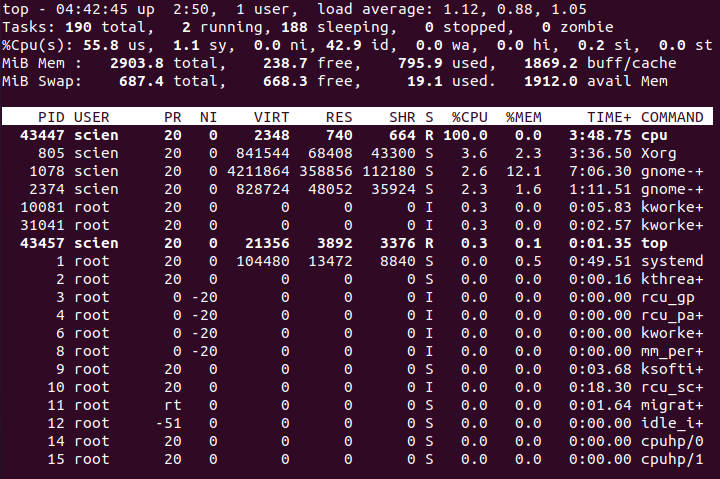 top - 04:42:45 up  2:50,  1 user,  load average: 1.12, 0.88, 1.05
Tasks: 190 total,   2 running, 188 sleeping,   0 stopped,   0 zombie
%Cpu(s): 55.8 us,  1.1 sy,  0.0 ni, 42.9 id,  0.0 wa,  0.0 hi,  0.2 si,  0.0 st
MiB Mem :   2903.8 total,    238.7 free,    795.9 used,   1869.2 buff/cache
MiB Swap:    687.4 total,    668.3 free,     19.1 used.   1912.0 avail Mem
PID USER      PR  NI    VIRT    RES    SHR S  %CPU  %MEM     TIME+ COMMAND
43447 scien     20   0    2348    740    664 R 100.0   0.0   3:48.75 cpu
805 scien     20   0  841544  68408  43300 S   3.6   2.3   3:36.50 Xorg
1078 scien     20   0 4211864 358856 112180 S   2.6  12.1   7:06.30 gnome-+
2374 scien     20   0  828724  48052  35924 S   2.3   1.6   1:11.51 gnome-+
10081 root      20   0       0      0      0 I   0.3   0.0   0:05.83 kworke+
31041 root      20   0       0      0      0 I   0.3   0.0   0:02.57 kworke+
43457 scien     20   0   21356   3892   3376 R   0.3   0.1   0:01.35 top
1 root      20   0  104480  13472   8840 S   0.0   0.5   0:49.51 systemd
2 root      20   0       0      0      0 S   0.0   0.0   0:00.16 kthrea+
3 root       0 -20       0      0      0 I   0.0   0.0   0:00.00 rcu_gp
4 root       0 -20       0      0      0 I   0.0   0.0   0:00.00 rcu_pa+
6 root       0 -20       0      0      0 I   0.0   0.0   0:00.00 kworke+
8 root       0 -20       0      0      0 I   0.0   0.0   0:00.00 mm_per+
9 root      20   0       0      0      0 S   0.0   0.0   0:03.68 ksofti+
10 root      20   0       0      0      0 I   0.0   0.0   0:18.30 rcu_sc+
11 root      rt   0       0      0      0 S   0.0   0.0   0:01.64 migrat+
12 root     -51   0       0      0      0 S   0.0   0.0   0:00.00 idle_i+
14 root      20   0       0      0      0 S   0.0   0.0   0:00.00 cpuhp/0
15 root      20   0       0      0      0 S   0.0   0.0   0:00.00 cpuhp/1